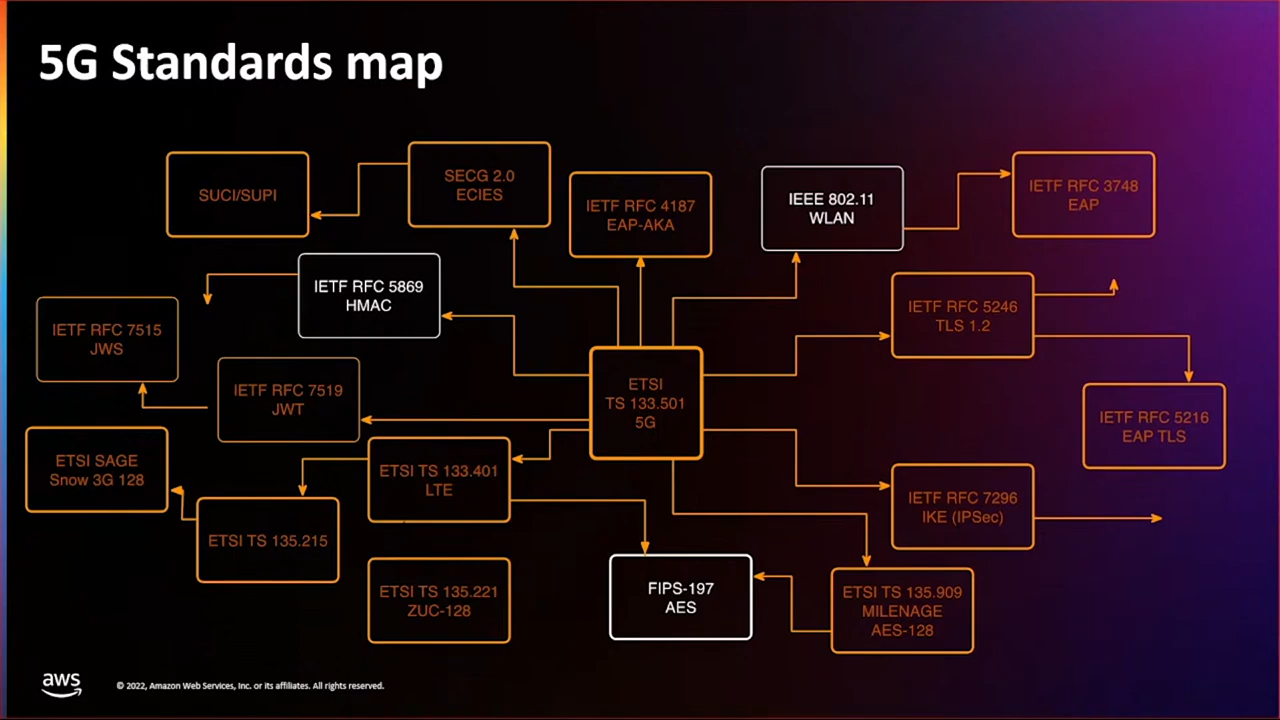 5G Standards map
SUCI/SUPI
SECG 2.0
ECIES
IETF RFC 4187
EAP-AKA
IEEE 802.11
WLAN
IETF RFC 3748
EAP
IETF RFC 5869
HMAC
IETF RFC 5246
TLS 1.2
IETF RFC 7515
JWS
IETF RFC 7519
JWT
ETSI
TS 133.501
5G
IETF RFC 5216
EAP TLS
ETSI SAGE
Snow 3G 128
ETSI TS 133.401
LTE
IETF RFC 7296
IKE (IPSec)
ETSI TS 135.215
ETSI TS 135.221
ZUC-128
FIPS-197
AES
ETSI TS 135.909
MILENAGE
AES-128
aws
© 2022, Amazon Web Services, Inc. or its affiliates. All rights reserved.